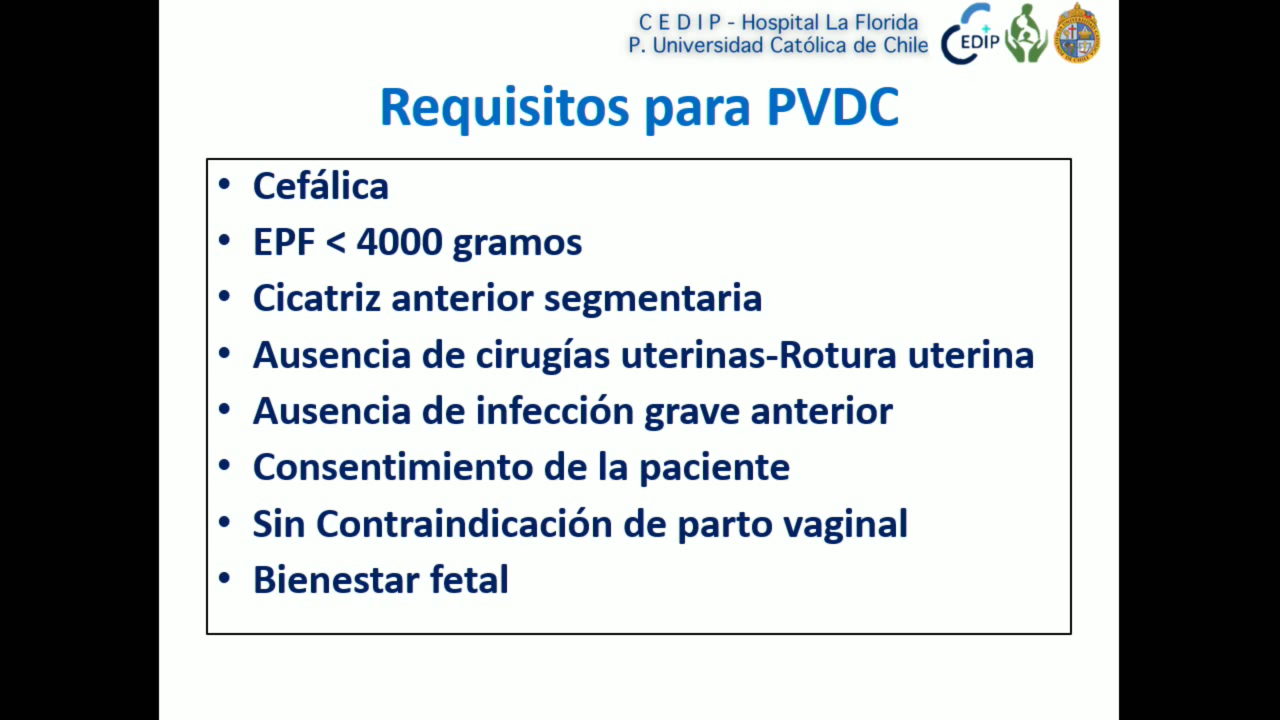 C E D I P - Hospital La Florida
P. Universidad Católica de Chile
CEDIP
Requisitos para PVDC
• Cefálica
• EPF < 4000 gramos
• Cicatriz anterior segmentaria
• Ausencia de cirugías uterinas-Rotura uterina
• Ausencia de infección grave anterior
• Consentimiento de la paciente
• Sin Contraindicación de parto vaginal
• Bienestar fetal